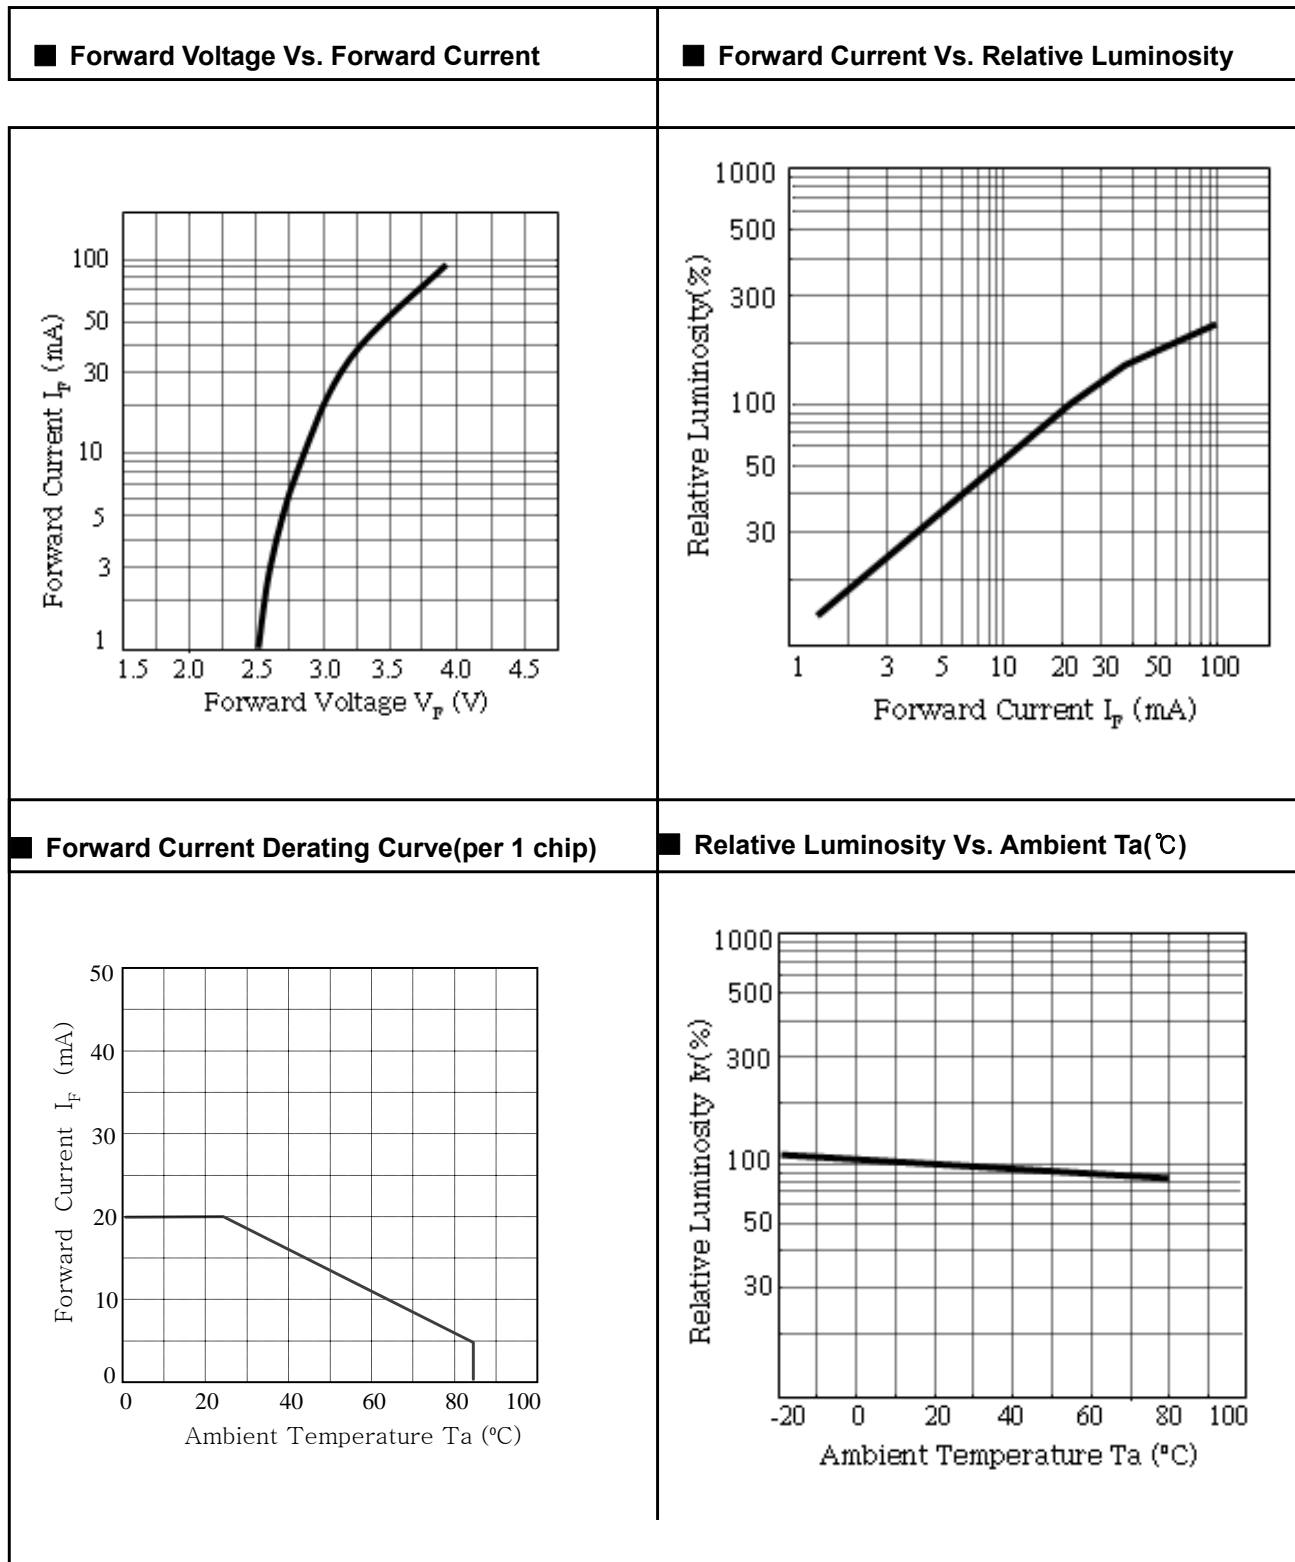 ■ Forward Voltage Vs. Forward Current
■ Forward Current Vs. Relative Luminosity
100
50
30
10
5
3
1
Forward Current I_F (mA)
1.5 2.0 2.5 3.0 3.5 4.0 4.5
Forward Voltage V_F (V)
1000
500
300
100
50
30
Relative Luminosity(%)
1 3 5 10 20 30 50 100
Forward Current I_F (mA)
■ Forward Current Derating Curve(per 1 chip)
■ Relative Luminosity Vs. Ambient Ta(℃)
50
40
30
20
10
0
Forward Current I_F (mA)
0 20 40 60 80 100
Ambient Temperature Ta (℃)
1000
500
300
100
50
30
Relative Luminosity Iv(%)
-20 0 20 40 60 80 100
Ambient Temperature Ta (℃)